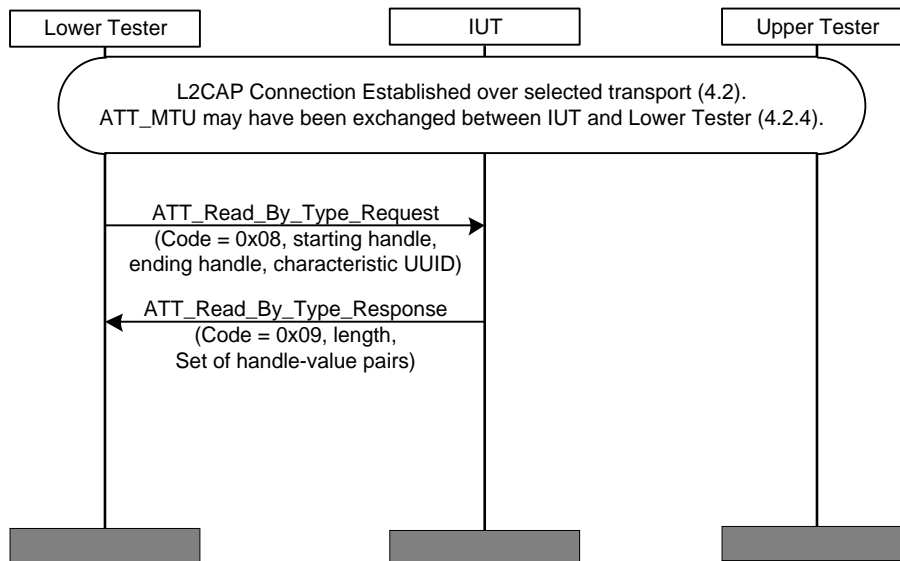 Lower Tester
IUT
Upper Tester
L2CAP Connection Established over selected transport (4.2).
ATT_MTU may have been exchanged between IUT and Lower Tester (4.2.4).
ATT_Read_By_Type_Request
(Code = 0x08, starting handle,
ending handle, characteristic UUID)
ATT_Read_By_Type_Response
(Code = 0x09, length,
Set of handle-value pairs)